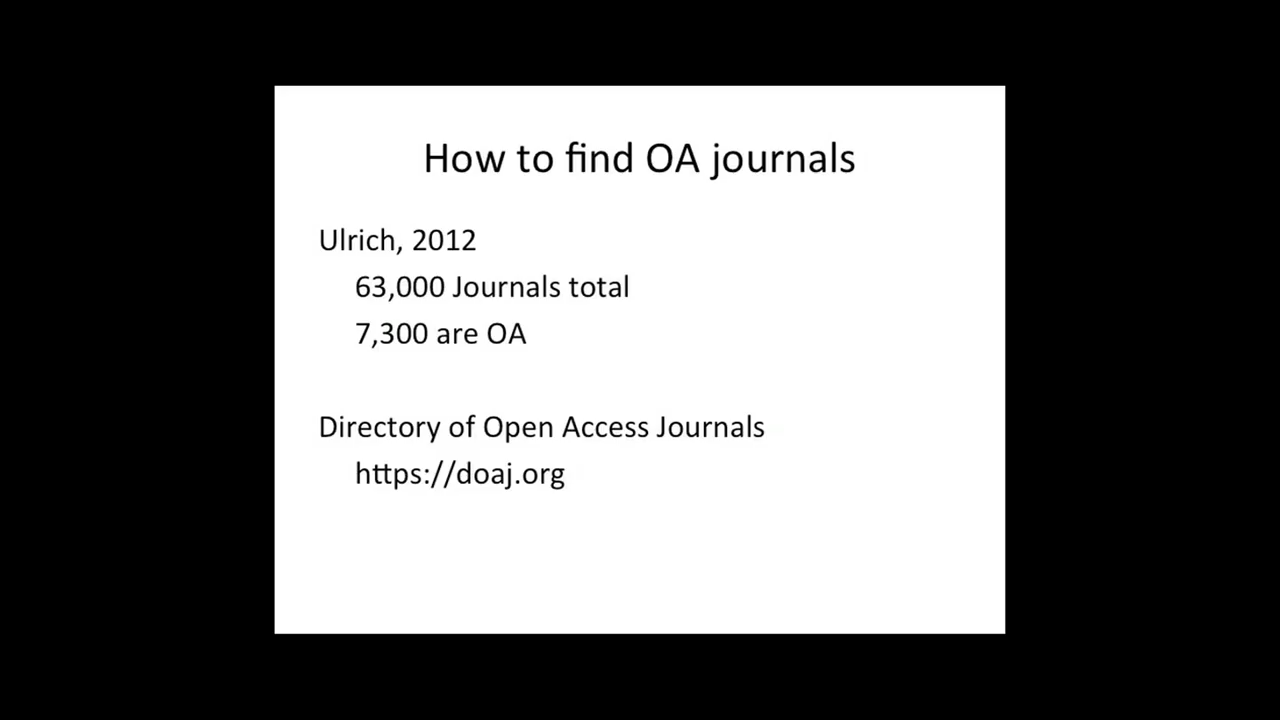 How to find OA journals
Ulrich, 2012
63,000 Journals total
7,300 are OA
Directory of Open Access Journals
https://doaj.org